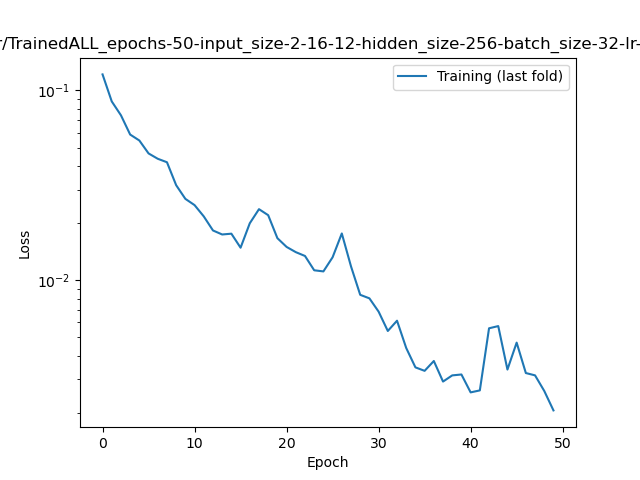 r/TrainedALL_epochs-50-input_size-2-16-12-hidden_size-256-batch_size-32-lr-
Training (last fold)
10⁻¹
10⁻²
Loss
0 10 20 30 40 50
Epoch